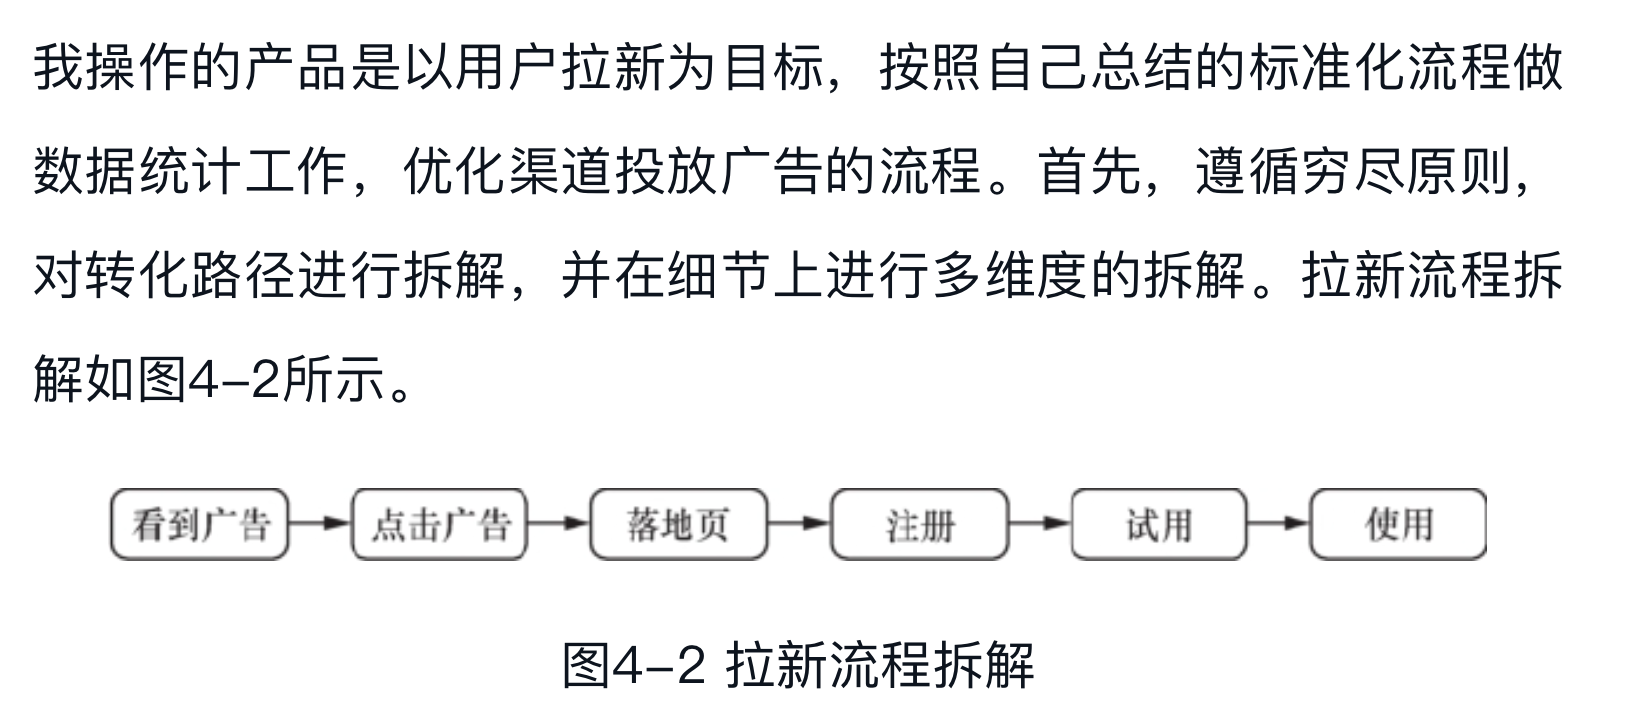 我操作的产品是以用户拉新为目标，按照自己总结的标准化流程做
数据统计工作，优化渠道投放广告的流程。首先，遵循穷尽原则，
对转化路径进行拆解，并在细节上进行多维度的拆解。拉新流程拆
解如图4-2所示。
看到广告 点击广告 落地页 注册 试用 使用
图4-2 拉新流程拆解